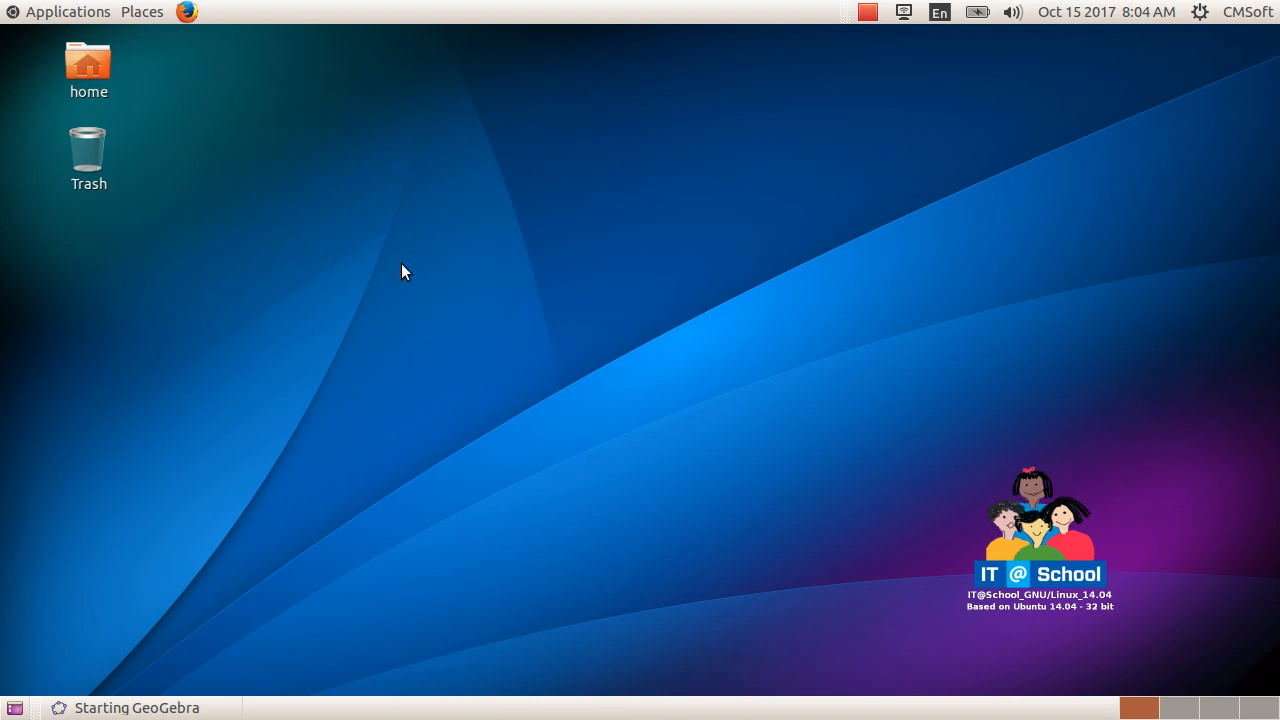 Applications Places En Oct 15 2017 8:04 AM CMSoft
home
Trash
IT @ School
IT@School_GNU/Linux_14.04
Based on Ubuntu 14.04 - 32 bit
Starting GeoGebra